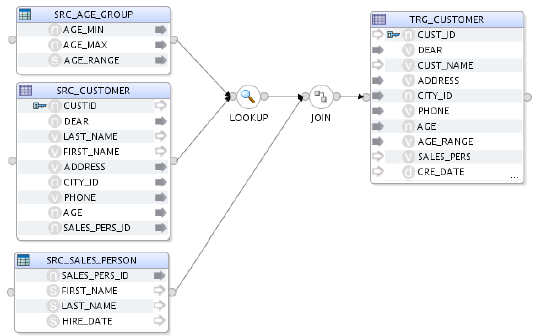 SRC_AGE_GROUP
n AGE_MIN
n AGE_MAX
s AGE_RANGE
SRC_CUSTOMER
n CUSTID
n DEAR
v LAST_NAME
v FIRST_NAME
v ADDRESS
n CITY_ID
v PHONE
n AGE
n SALES_PERS_ID
SRC_SALES_PERSON
n SALES_PERS_ID
s FIRST_NAME
s LAST_NAME
s HIRE_DATE
LOOKUP
JOIN
TRG_CUSTOMER
n CUST_ID
v DEAR
v CUST_NAME
v ADDRESS
n CITY_ID
v PHONE
n AGE
v AGE_RANGE
v SALES_PERS
d CRE_DATE
...